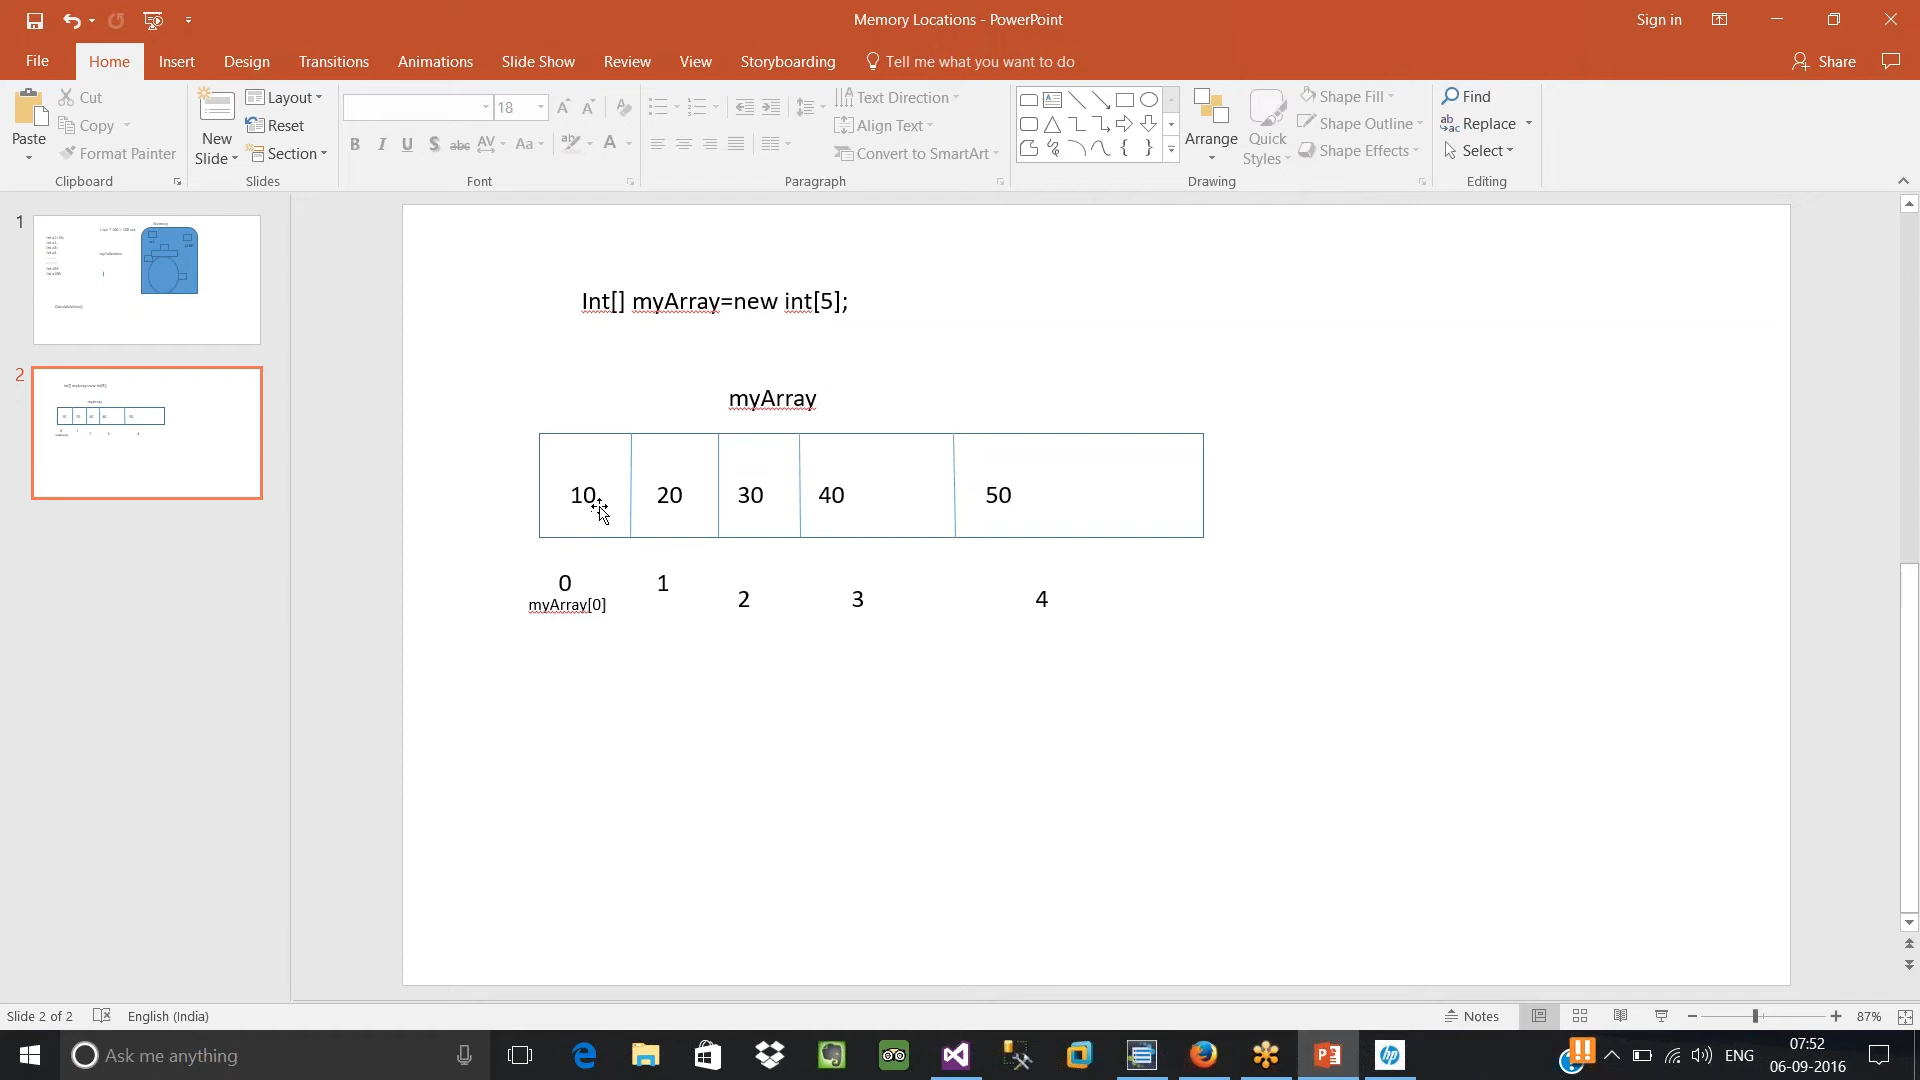 Memory Locations - PowerPoint
Sign in
File Home Insert Design Transitions Animations Slide Show Review View Storyboarding Tell me what you want to do Share
Paste
Cut
Copy
Format Painter
Clipboard
New
Slide
Layout
Reset
Section
Slides
18
B I U S abc AV Aa A
Font
Text Direction
Align Text
Convert to SmartArt
Paragraph
Arrange
Quick
Styles
Shape Fill
Shape Outline
Shape Effects
Drawing
Find
Replace
Select
Editing
1
2
Int[] myArray=new int[5];
myArray
10 20 30 40 50
0 1 2 3 4
myArray[0]
Slide 2 of 2 English (India) Notes 87%
Ask me anything
ENG
07:52
06-09-2016